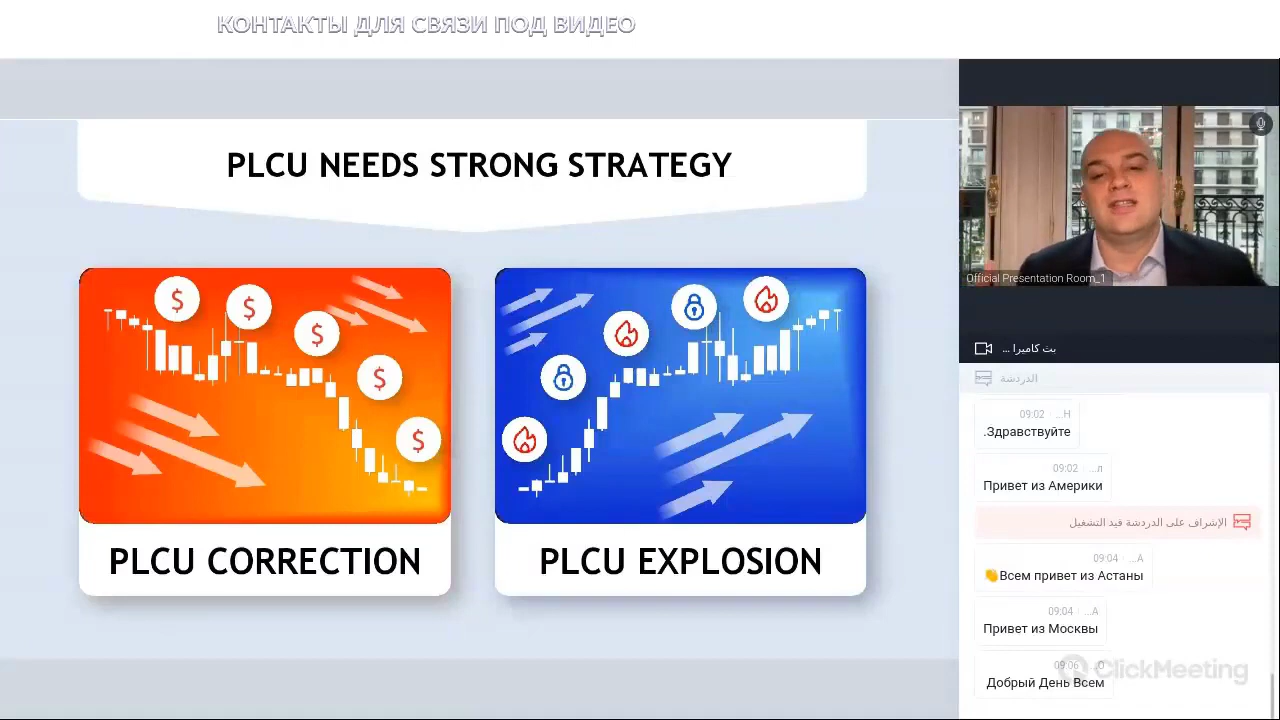 КОНТАКТЫ ДЛЯ СВЯЗИ ПОД ВИДЕО
PLCU NEEDS STRONG STRATEGY
$
$
$
$
$
PLCU CORRECTION
PLCU EXPLOSION
Official Presentation Room_1
بث كاميرا ...
الدردشة
09:02 · H...
Здравствуйте.
09:02 · л...
Привет из Америки
الإشراف على الدردشة قيد التشغيل
09:04 · A...
👋Всем привет из Астаны
09:04 · A...
Привет из Москвы
09:06 · O...
Добрый День Всем
ClickMeeting